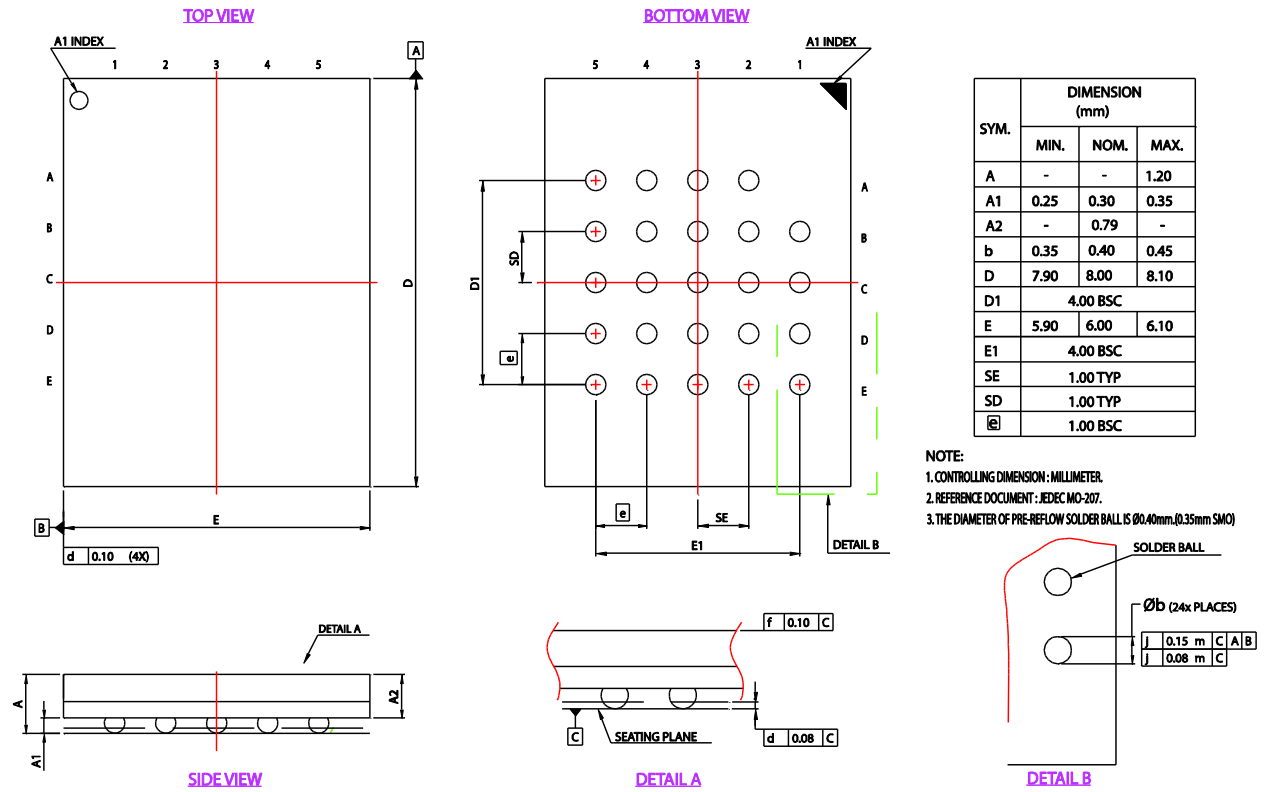 TOP VIEW
A1 INDEX
A
1 2 3 4 5
A
B
C
D
E
D
E
B
d 0.10 (4X)
BOTTOM VIEW
A1 INDEX
5 4 3 2 1
A
B
C
D
E
SD
D1
e
e
SE
E1
DETAIL B
SYM. DIMENSION
(mm)
MIN. NOM. MAX.
A - - 1.20
A1 0.25 0.30 0.35
A2 - 0.79 -
b 0.35 0.40 0.45
D 7.90 8.00 8.10
D1 4.00 BSC
E 5.90 6.00 6.10
E1 4.00 BSC
SE 1.00 TYP
SD 1.00 TYP
e 1.00 BSC
NOTE:
1. CONTROLLING DIMENSION : MILLIMETER.
2. REFERENCE DOCUMENT : JEDEC MO-207.
3. THE DIAMETER OF PRE-REFLOW SOLDER BALL IS Ø0.40mm.(0.35mm SMO)
DETAIL A
A
A1
A2
SIDE VIEW
f 0.10 C
C
SEATING PLANE
d 0.08 C
DETAIL A
SOLDER BALL
Øb (24x PLACES)
j 0.15 m C A B
j 0.08 m C
DETAIL B